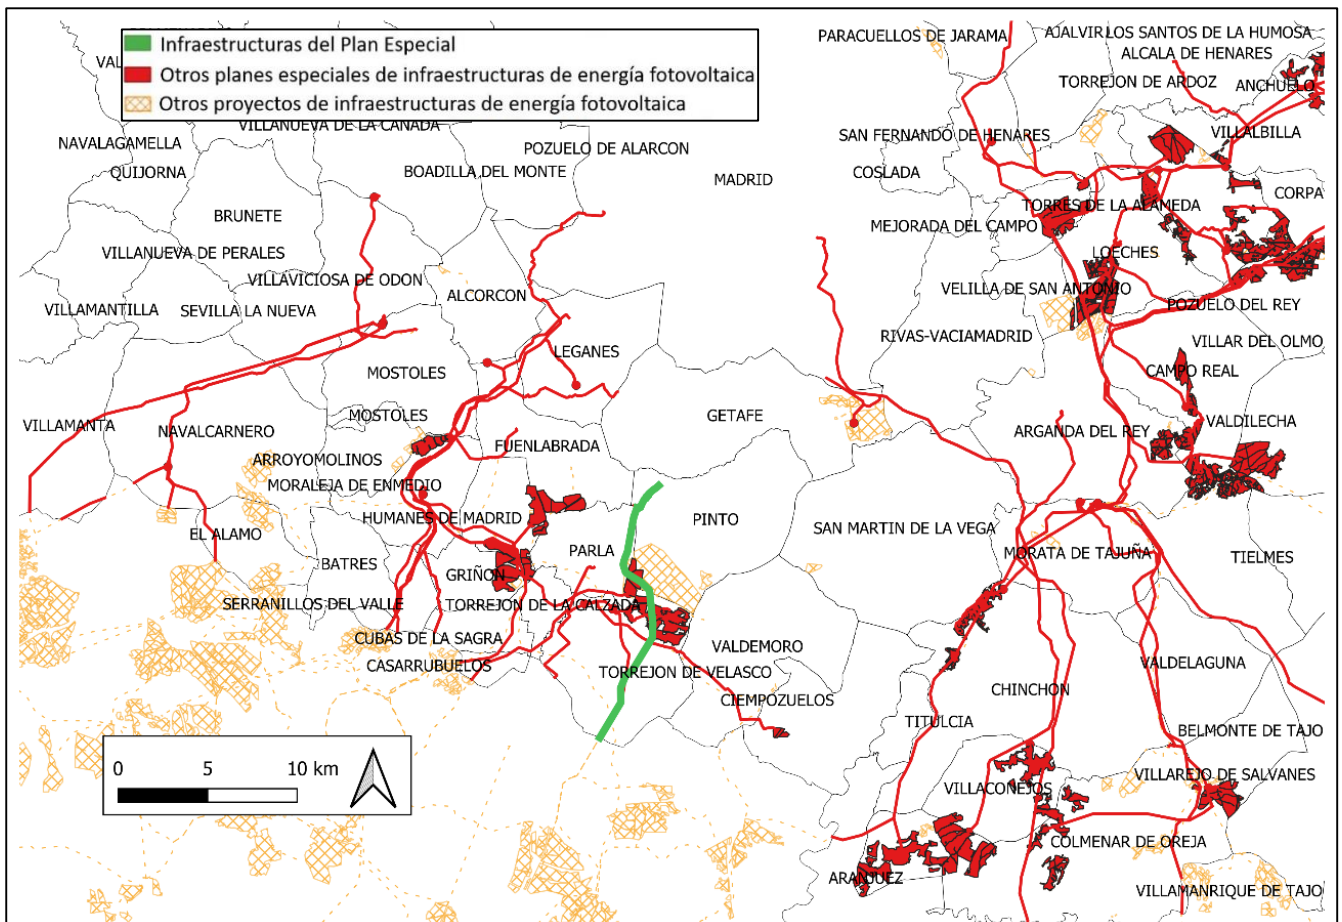 Infraestructuras del Plan Especial
Otros planes especiales de infraestructuras de energía fotovoltaica
Otros proyectos de infraestructuras de energía fotovoltaica
PARACUELLOS DE JARAMA
AJALVIR
LOS SANTOS DE LA HUMOSA
ALCALA DE HENARES
VAL
TORREJON DE ARDOZ
ANCHUELO
VILLANUEVA DE LA CAÑADA
SAN FERNANDO DE HENARES
VILLALBILLA
NAVALAGAMELLA
POZUELO DE ALARCON
QUIJORNA
BOADILLA DEL MONTE
MADRID
COSLADA
CORPA
BRUNETE
TORRES DE LA ALAMEDA
MEJORADA DEL CAMPO
VILLANUEVA DE PERALES
LOECHES
VILLAVICIOSA DE ODON
ALCORCON
VELILLA DE SAN ANTONIO
VILLAMANTILLA
SEVILLA LA NUEVA
POZUELO DEL REY
RIVAS-VACIAMADRID
VILLAR DEL OLMO
LEGANES
MOSTOLES
CAMPO REAL
MOSTOLES
GETAFE
VILLAMANTA
NAVALCARNERO
ARGANDA DEL REY
VALDILECHA
FUENLABRADA
ARROYOMOLINOS
MORALEJA DE ENMEDIO
HUMANES DE MADRID
PINTO
SAN MARTIN DE LA VEGA
EL ALAMO
PARLA
MORATA DE TAJUÑA
TIELMES
BATRES
GRIÑON
SERRANILLOS DEL VALLE
TORREJON DE LA CALZADA
CUBAS DE LA SAGRA
VALDEMORO
CASARRUBUELOS
TORREJON DE VELASCO
VALDELAGUNA
CHINCHON
CIEMPOZUELOS
TITULCIA
BELMONTE DE TAJO
0 5 10 km
VILLAREJO DE SALVANES
VILLACONEJOS
COLMENAR DE OREJA
ARANJUEZ
VILLAMANRIQUE DE TAJO